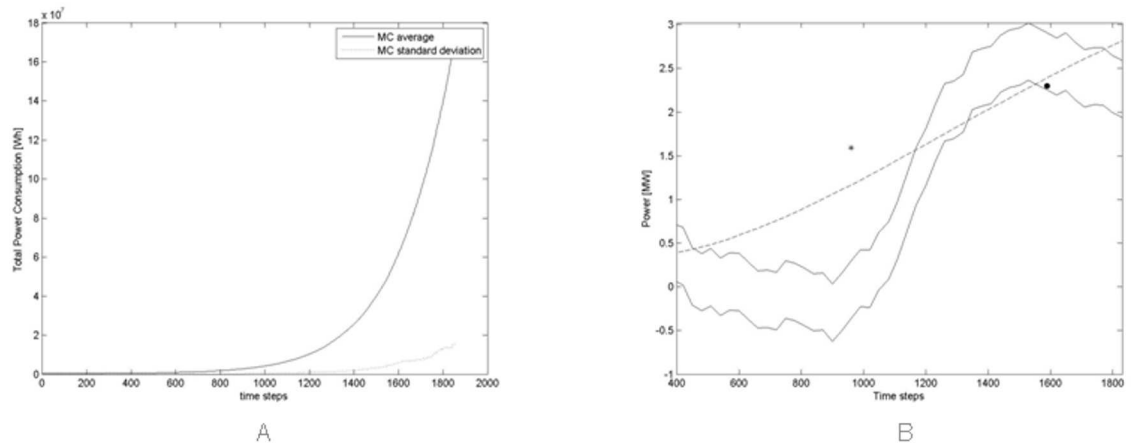 x 10⁷
18
16
14
12
10
8
6
4
2
0
Total Power Consumption [Wh]
MC average
MC standard deviation
0 200 400 600 800 1000 1200 1400 1600 1800 2000
time steps
A
3
2.5
2
1.5
1
0.5
0
-0.5
-1
Power [MW]
400 600 800 1000 1200 1400 1600 1800
Time steps
B